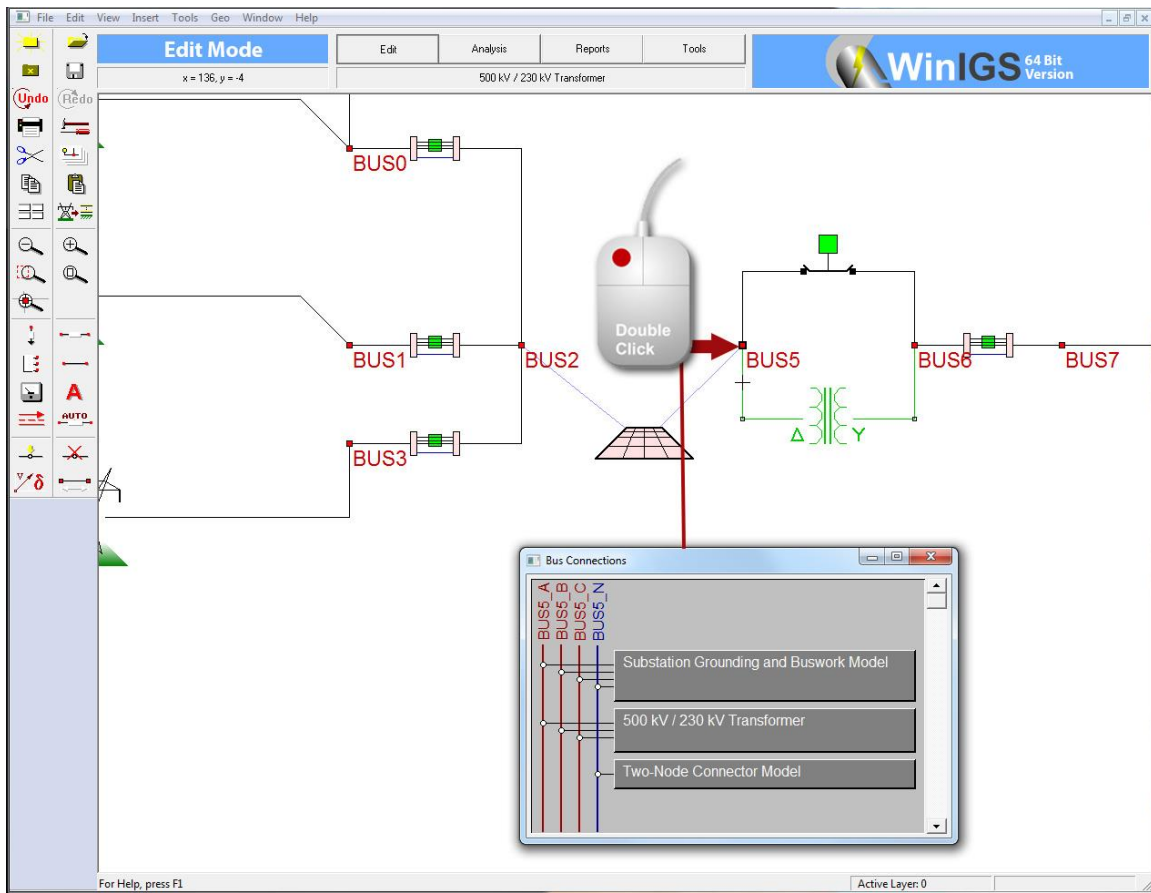 File Edit View Insert Tools Geo Window Help
Edit Mode
Edit
Analysis
Reports
Tools
WinIGS 64 Bit Version
x = 136, y = -4
500 kV / 230 kV Transformer
Undo
Redo
A
AUTO
δ
BUS0
BUS1
BUS2
BUS3
Double
Click
BUS5
BUS6
BUS7
Δ
Y
Bus Connections
BUS5_A
BUS5_B
BUS5_C
BUS5_N
Substation Grounding and Buswork Model
500 kV / 230 kV Transformer
Two-Node Connector Model
For Help, press F1
Active Layer: 0